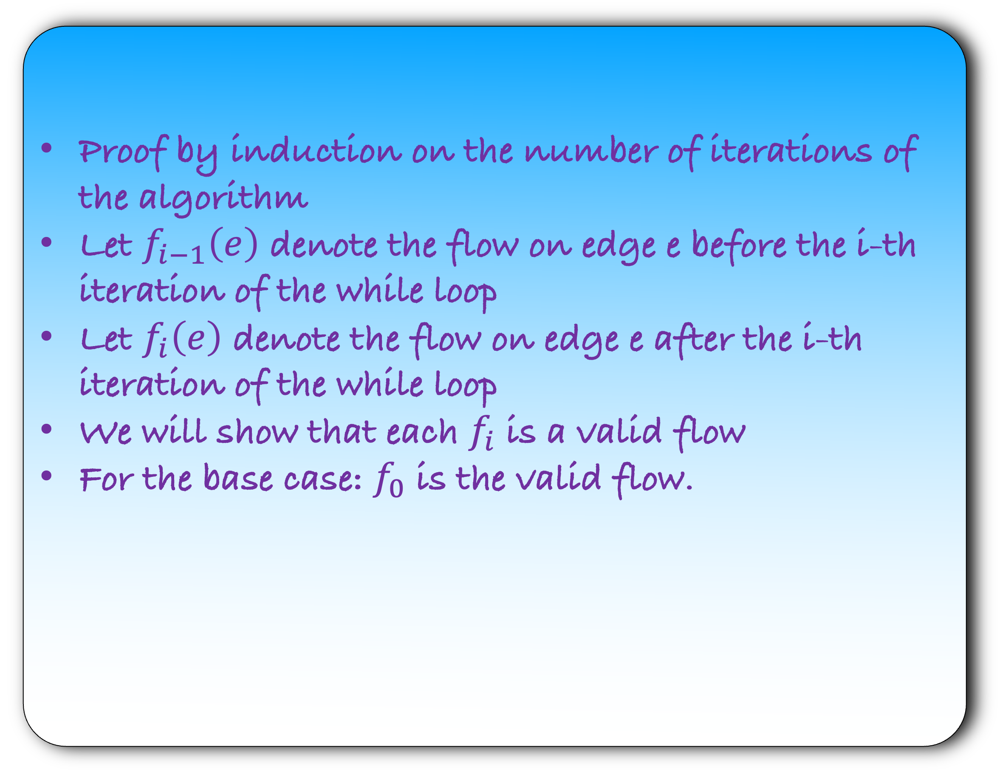 • Proof by induction on the number of iterations of
the algorithm
• Let $f_{i-1}(e)$ denote the flow on edge e before the i-th
iteration of the while loop
• Let $f_i(e)$ denote the flow on edge e after the i-th
iteration of the while loop
• We will show that each $f_i$ is a valid flow
• For the base case: $f_0$ is the valid flow.